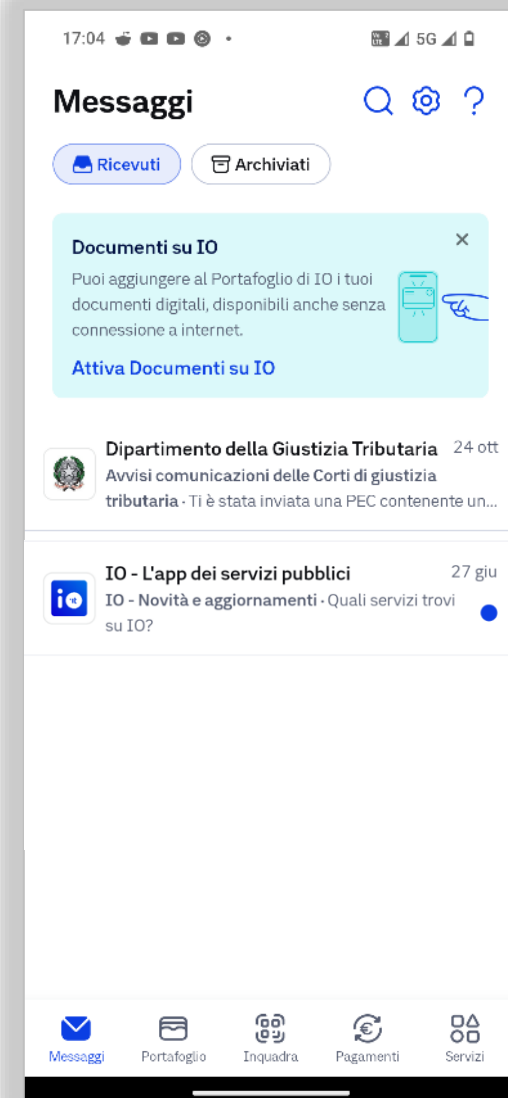 17:04
5G
Messaggi
Ricevuti
Archiviati
Documenti su IO
Puoi aggiungere al Portafoglio di IO i tuoi
documenti digitali, disponibili anche senza
connessione a internet.
Attiva Documenti su IO
Dipartimento della Giustizia Tributaria 24 ott
Avvisi comunicazioni delle Corti di giustizia
tributaria · Ti è stata inviata una PEC contenente un...
IO - L'app dei servizi pubblici 27 giu
IO - Novità e aggiornamenti · Quali servizi trovi
su IO?
Messaggi
Portafoglio
Inquadra
Pagamenti
Servizi